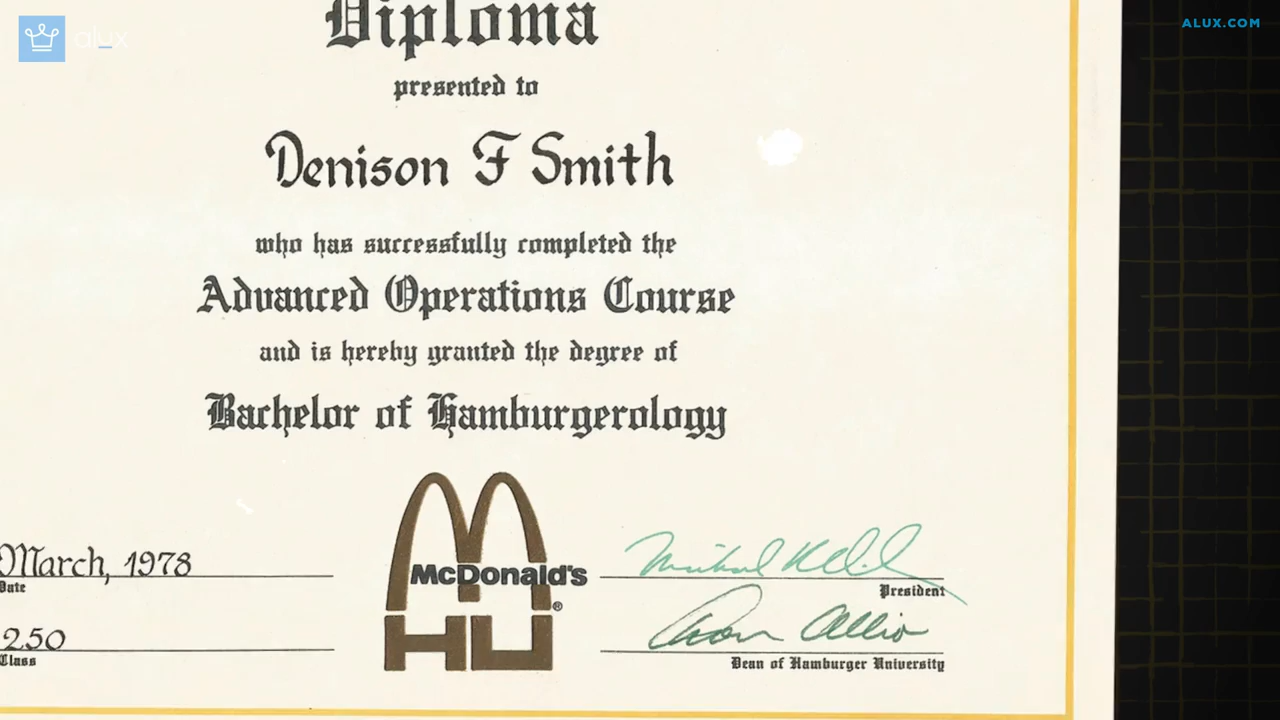 alux
ALUX.COM
Diploma
presented to
Denison F Smith
who has successfully completed the
Advanced Operations Course
and is hereby granted the degree of
Bachelor of Hamburgerology
March, 1978
Date
250
Class
McDonald's
®
HU
President
Dean of Hamburger University